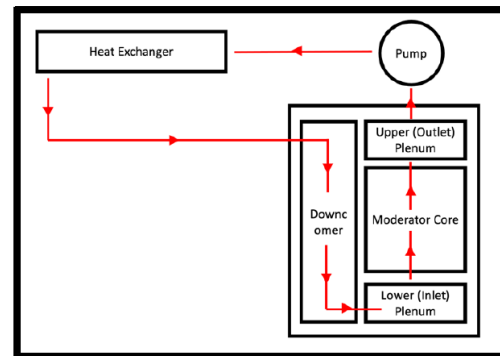 Heat Exchanger
Pump
Upper (Outlet)
Plenum
Downc
omer
Moderator Core
Lower (Inlet)
Plenum